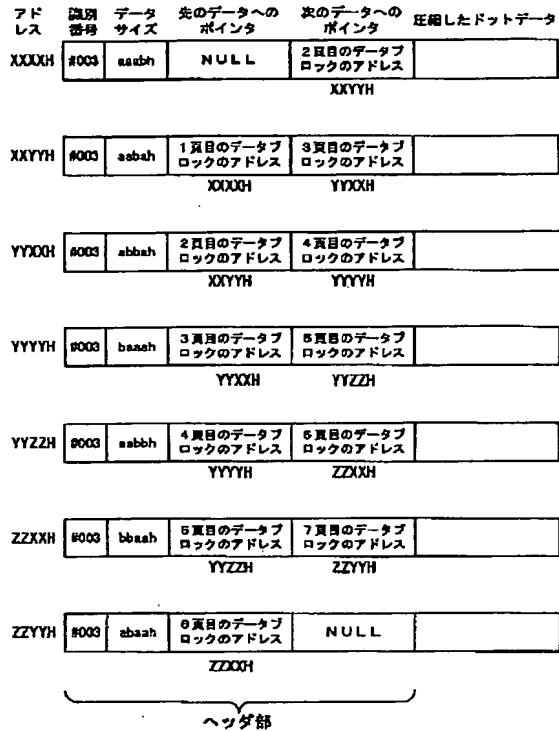 アド 識別 データ 先のデータへの 次のデータへの 圧縮したドットデータ
レス 番号 サイズ ポインタ ポインタ
XXXXH #003 aaabh NULL 2頁目のデータブ
ロックのアドレス
XXYYH
XXYYH #003 aabah 1頁目のデータブ 3頁目のデータブ
ロックのアドレス ロックのアドレス
XXXXH YYXXH
YYXXH #003 abbah 2頁目のデータブ 4頁目のデータブ
ロックのアドレス ロックのアドレス
XXYYH YYYYH
YYYYH #003 baaah 3頁目のデータブ 5頁目のデータブ
ロックのアドレス ロックのアドレス
YYXXH YYZZH
YYZZH #003 aabbh 4頁目のデータブ 6頁目のデータブ
ロックのアドレス ロックのアドレス
YYYYH ZZXXH
ZZXXH #003 bbaah 5頁目のデータブ 7頁目のデータブ
ロックのアドレス ロックのアドレス
YYZZH ZZYYH
ZZYYH #003 abaah 6頁目のデータブ NULL
ロックのアドレス
ZZXXH
ヘッダ部